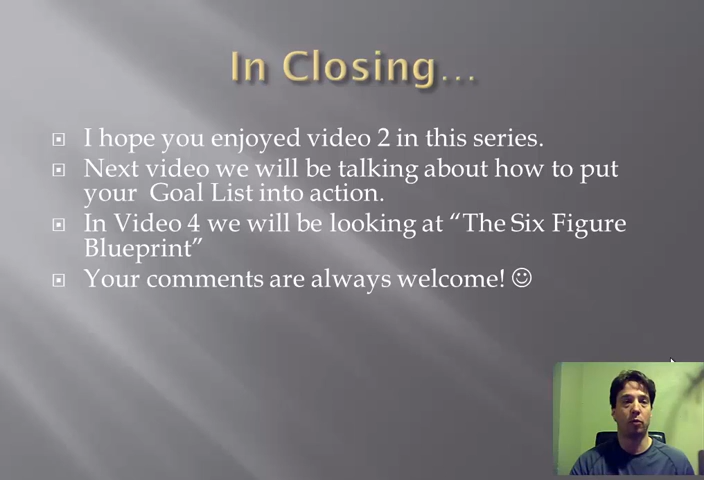 In Closing...
I hope you enjoyed video 2 in this series.
Next video we will be talking about how to put
your  Goal List into action.
In Video 4 we will be looking at “The Six Figure
Blueprint”
Your comments are always welcome! ☺